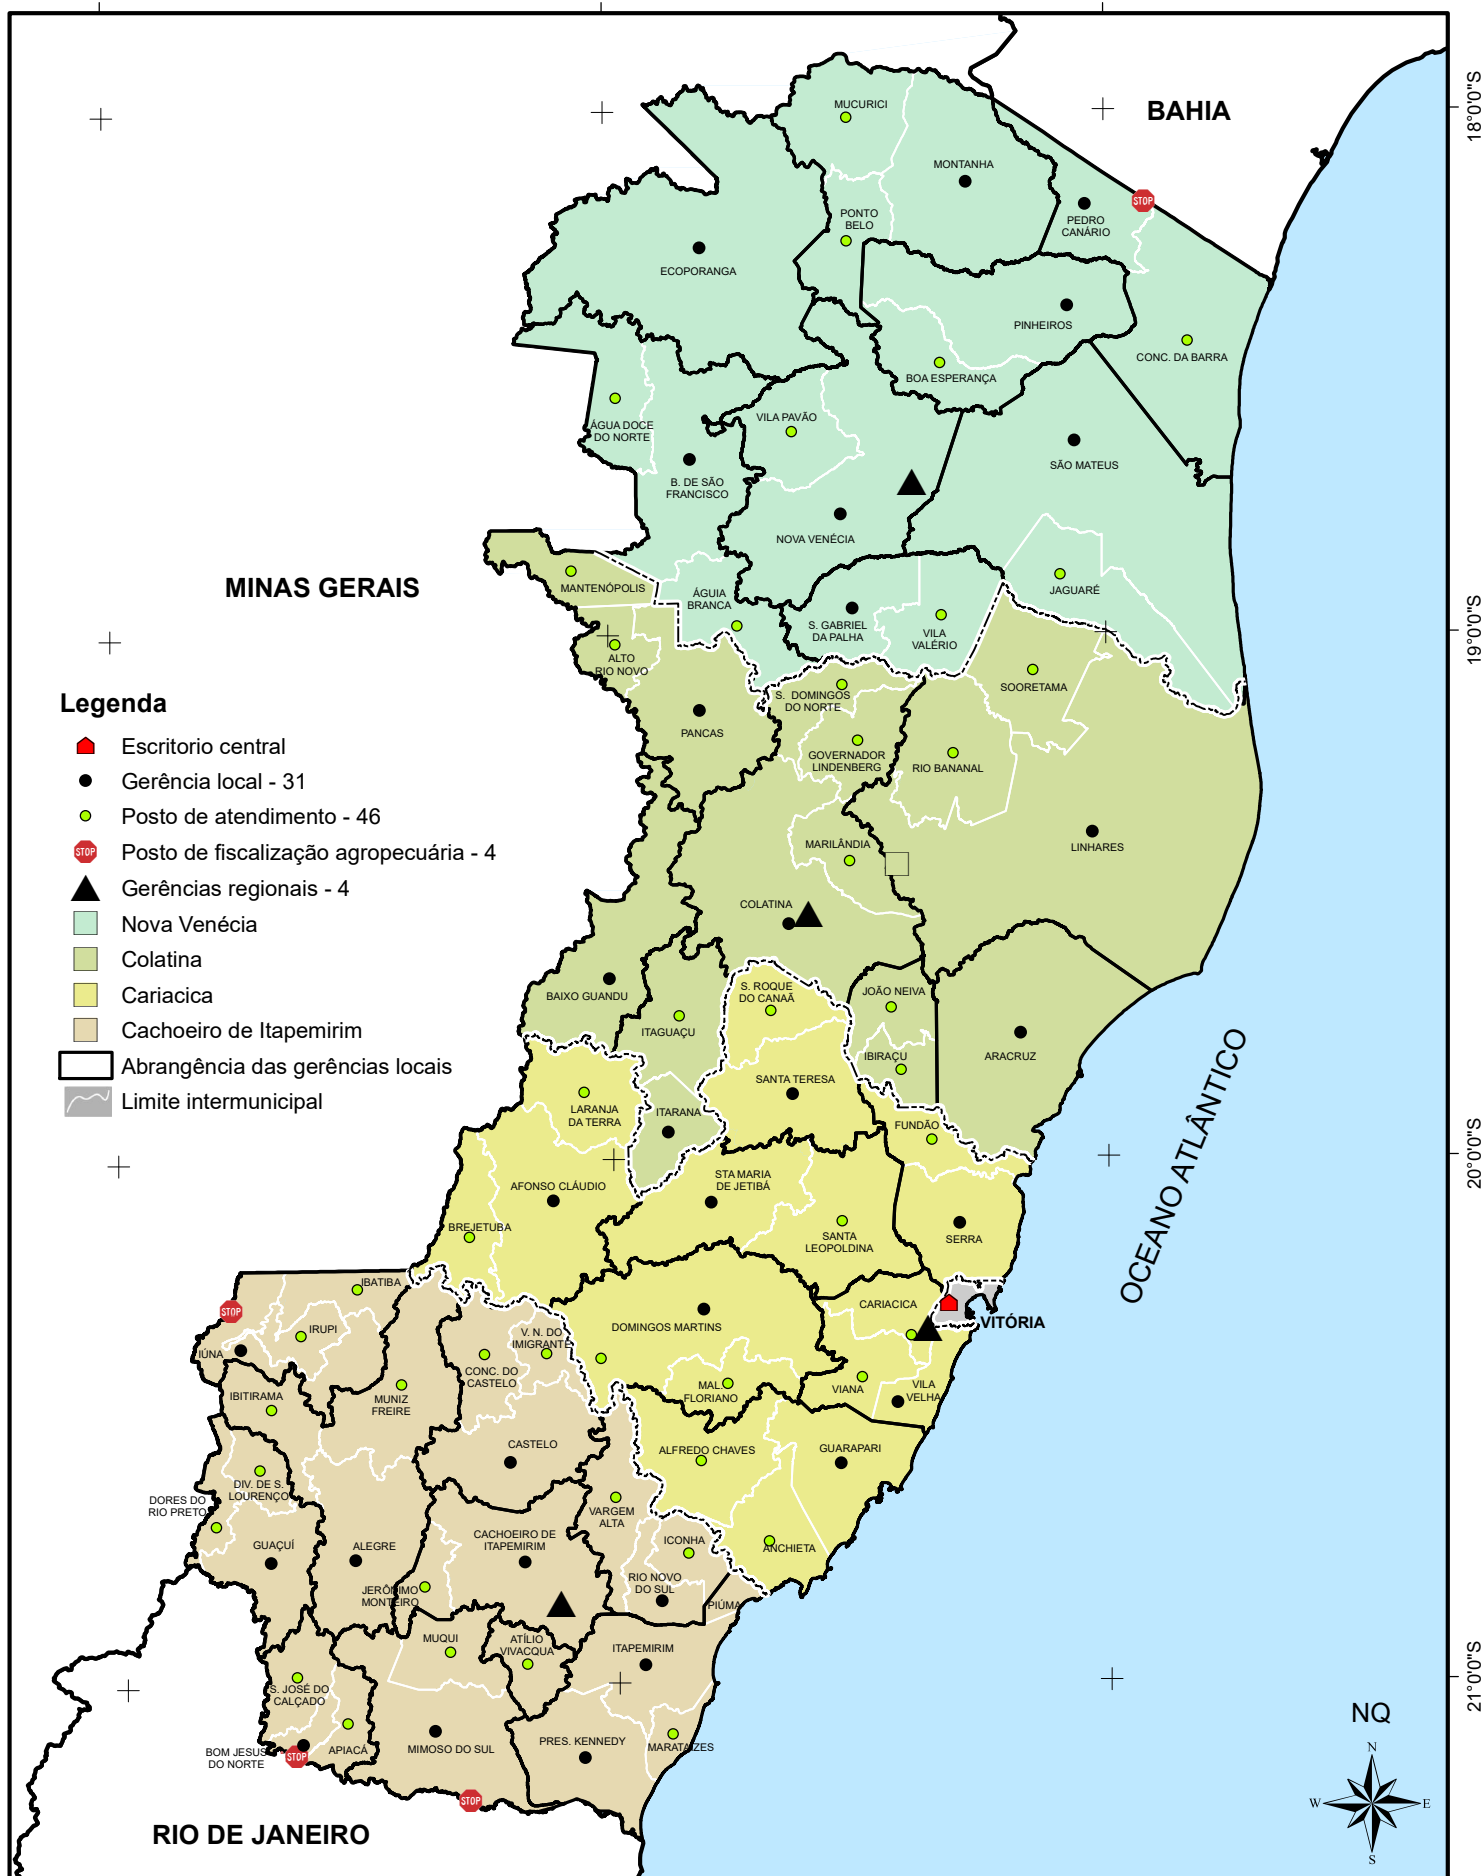 BAHIA
18°0'0"S
MUCURICI
MONTANHA
STOP
PONTO
BELO
PEDRO
CANÁRIO
ECOPORANGA
PINHEIROS
CONC. DA BARRA
BOA ESPERANÇA
ÁGUA DOCE
DO NORTE
VILA PAVÃO
SÃO MATEUS
B. DE SÃO
FRANCISCO
NOVA VENÉCIA
MINAS GERAIS
MANTENÓPOLIS
ÁGUIA
BRANCA
JAGUARÉ
S. GABRIEL
DA PALHA
VILA
VALÉRIO
19°0'0"S
ALTO
RIO NOVO
S. DOMINGOS
DO NORTE
SOORETAMA
PANCAS
GOVERNADOR
LINDENBERG
RIO BANANAL
Legenda
Escritorio central
Gerência local - 31
Posto de atendimento - 46
STOP
Posto de fiscalização agropecuária - 4
Gerências regionais - 4
Nova Venécia
Colatina
Cariacica
Cachoeiro de Itapemirim
Abrangência das gerências locais
Limite intermunicipal
MARILÂNDIA
LINHARES
COLATINA
BAIXO GUANDU
S. ROQUE
DO CANAÃ
JOÃO NEIVA
ITAGUAÇU
IBIRAÇU
ARACRUZ
OCEANO ATLÂNTICO
SANTA TERESA
LARANJA
DA TERRA
ITARANA
FUNDÃO
20°0'0"S
AFONSO CLÁUDIO
STA MARIA
DE JETIBÁ
BREJETUBA
SANTA
LEOPOLDINA
SERRA
IBATIBA
STOP
IRUPI
IÚNA
V. N. DO
IMIGRANTE
CONC. DO
CASTELO
DOMINGOS MARTINS
CARIACICA
VITÓRIA
IBITIRAMA
MUNIZ
FREIRE
MAL.
FLORIANO
VIANA
VILA
VELHA
CASTELO
ALFREDO CHAVES
GUARAPARI
DIV. DE S.
LOURENÇO
DORES DO
RIO PRETO
VARGEM
ALTA
GUAÇUÍ
ALEGRE
CACHOEIRO DE
ITAPEMIRIM
ICONHA
ANCHIETA
JERÔNIMO
MONTEIRO
RIO NOVO
DO SUL
PIÚMA
MUQUI
ATÍLIO
VIVACQUA
ITAPEMIRIM
21°0'0"S
S. JOSÉ DO
CALÇADO
NQ
BOM JESUS
DO NORTE
STOP
APIACÁ
MIMOSO DO SUL
PRES. KENNEDY
MARATAÍZES
STOP
N
W
E
S
RIO DE JANEIRO